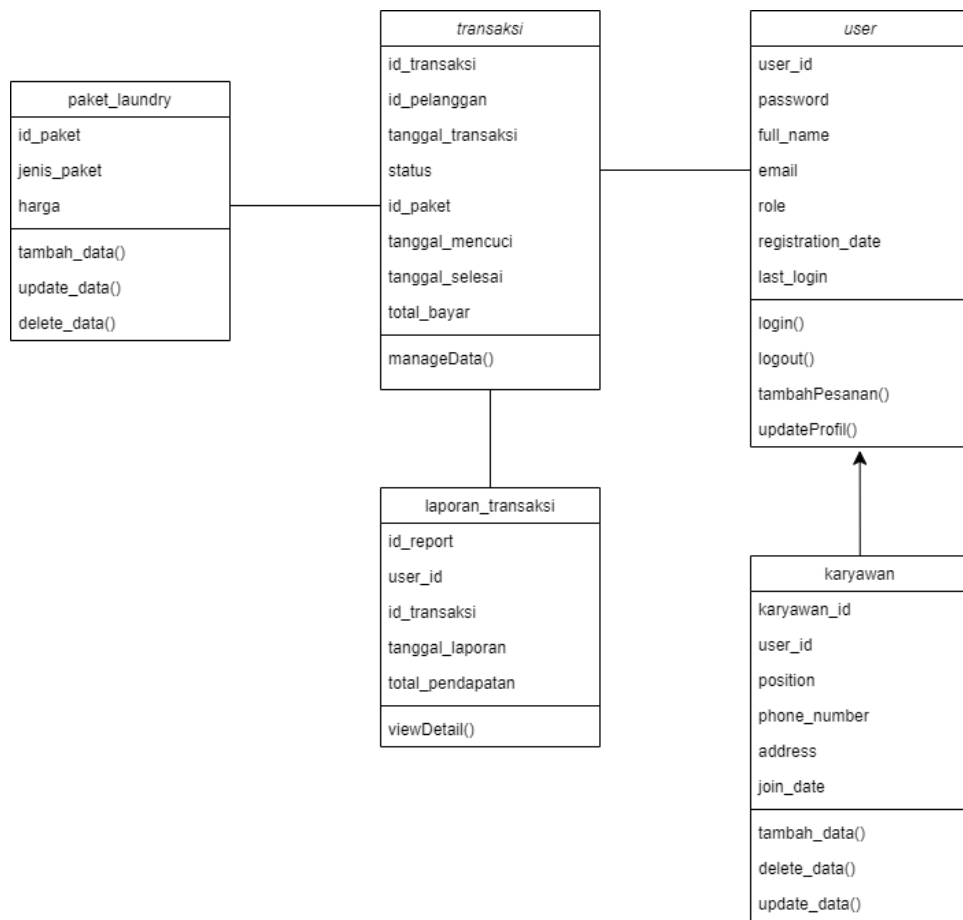 paket_laundry
id_paket
jenis_paket
harga
tambah_data()
update_data()
delete_data()
transaksi
id_transaksi
id_pelanggan
tanggal_transaksi
status
id_paket
tanggal_mencuci
tanggal_selesai
total_bayar
manageData()
user
user_id
password
full_name
email
role
registration_date
last_login
login()
logout()
tambahPesanan()
updateProfil()
laporan_transaksi
id_report
user_id
id_transaksi
tanggal_laporan
total_pendapatan
viewDetail()
karyawan
karyawan_id
user_id
position
phone_number
address
join_date
tambah_data()
delete_data()
update_data()